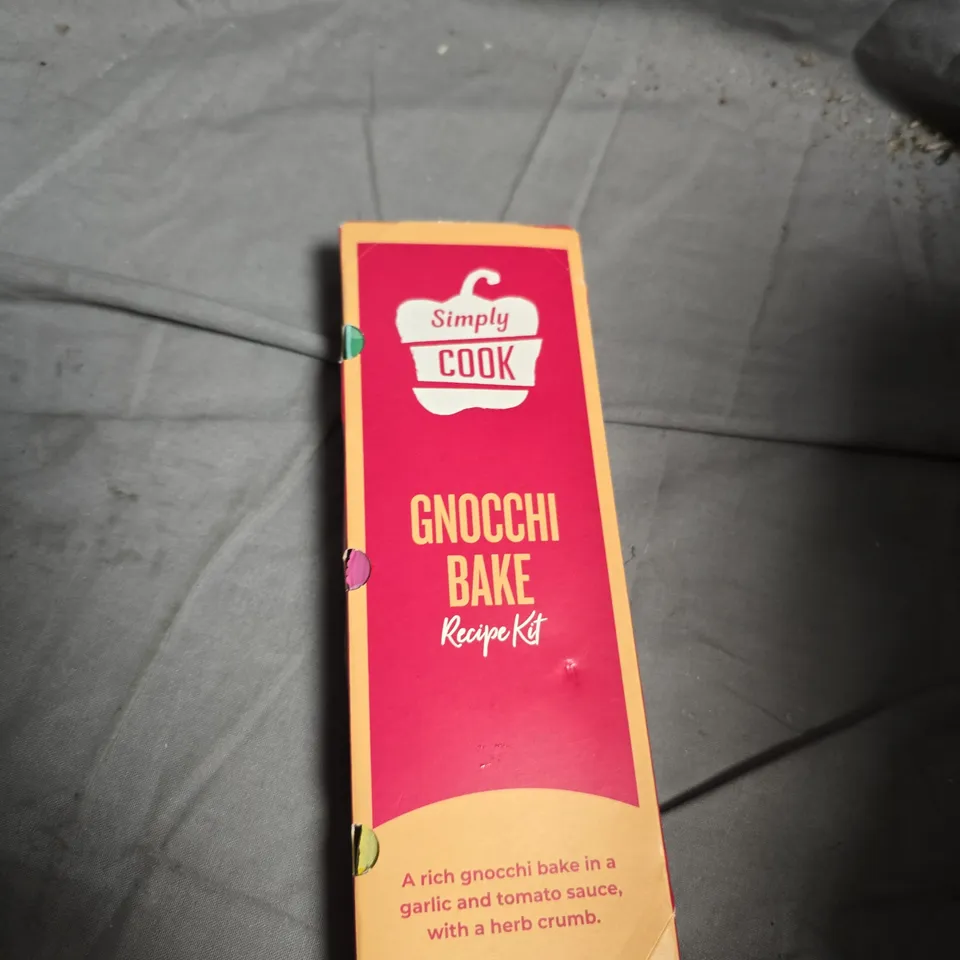 Simply
COOK
GNOCCHI
BAKE
Recipe Kit
A rich gnocchi bake in a
garlic and tomato sauce,
with a herb crumb.